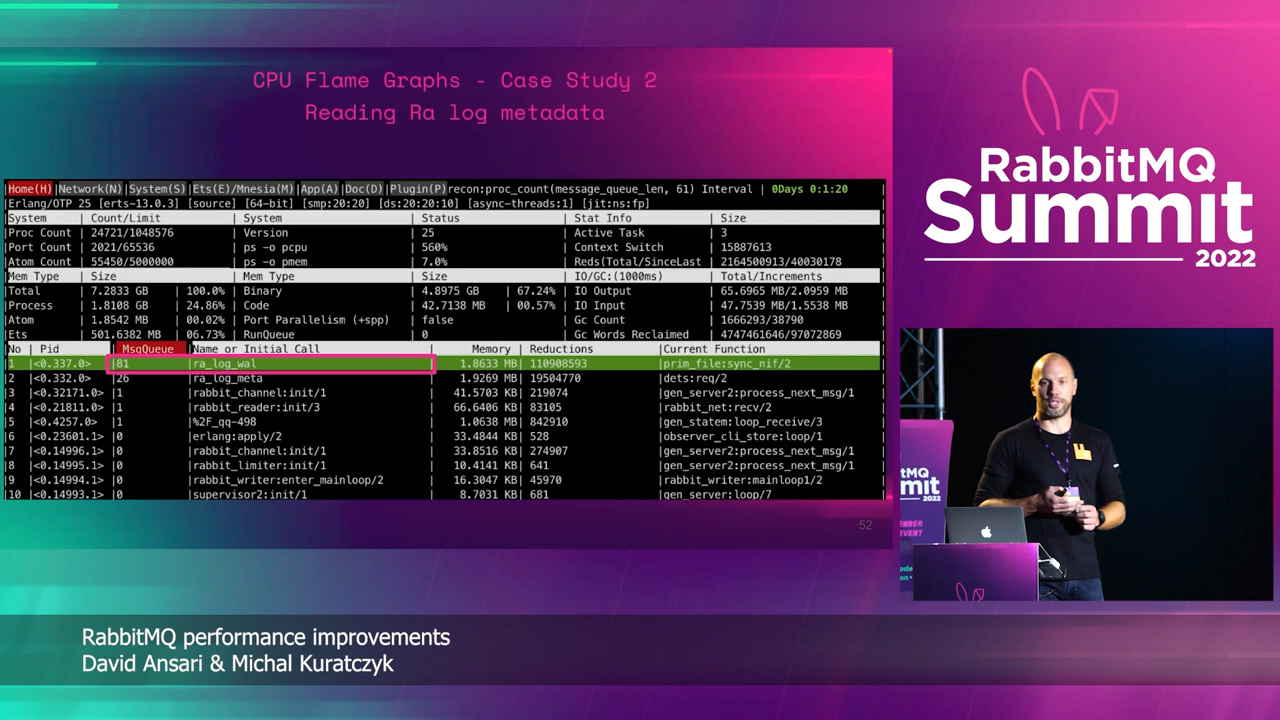 CPU Flame Graphs - Case Study 2
Reading Ra log metadata
|Home(H)|Network(N)|System(S)|Ets(E)/Mnesia(M)|App(A)|Doc(D)|Plugin(P)recon:proc_count(message_queue_len, 61) Interval | 0Days 0:1:20 |
|Erlang/OTP 25 [erts-13.0.3] [source] [64-bit] [smp:20:20] [ds:20:20:10] [async-threads:1] [jit:ns:fp] |
|System | Count/Limit | System | Status | Stat Info | Size |
|Proc Count | 24721/1048576 | Version | 25 | Active Task | 3 |
|Port Count | 2021/65536 | ps -o pcpu | 560% | Context Switch | 15887613 |
|Atom Count | 55450/5000000 | ps -o pmem | 7.0% | Reds(Total/SinceLast | 2164500913/40030178 |
|Mem Type | Size | Mem Type | Size | IO/GC:(1000ms) | Total/Increments |
|Total | 7.2833 GB | 100.0% | Binary | 4.8975 GB | 67.24% | IO Output | 65.6965 MB/2.0959 MB |
|Process | 1.8108 GB | 24.86% | Code | 42.7138 MB | 00.57% | IO Input | 47.7539 MB/1.5538 MB |
|Atom | 1.8542 MB | 00.02% | Port Parallelism (+spp) | false | Gc Count | 1666293/38790 |
|Ets | 501.6382 MB | 06.73% | RunQueue | 0 | Gc Words Reclaimed | 4747461646/97072869 |
|No | Pid | MsgQueue |Name or Initial Call | Memory | Reductions |Current Function |
|1 |<0.337.0> |81 |ra_log_wal | 1.8633 MB| 110908593 |prim_file:sync_nif/2 |
|2 |<0.332.0> |26 |ra_log_meta | 1.9269 MB| 19504770 |dets:req/2 |
|3 |<0.32171.0> |1 |rabbit_channel:init/1 | 41.5703 KB| 219074 |gen_server2:process_next_msg/1 |
|4 |<0.21811.0> |1 |rabbit_reader:init/3 | 66.6406 KB| 83105 |rabbit_net:recv/2 |
|5 |<0.4257.0> |1 |%2F_qq-498 | 1.0638 MB| 842910 |gen_statem:loop_receive/3 |
|6 |<0.23601.1> |0 |erlang:apply/2 | 33.4844 KB| 528 |observer_cli_store:loop/1 |
|7 |<0.14996.1> |0 |rabbit_channel:init/1 | 33.8516 KB| 274907 |gen_server2:process_next_msg/1 |
|8 |<0.14995.1> |0 |rabbit_limiter:init/1 | 10.4141 KB| 641 |gen_server2:process_next_msg/1 |
|9 |<0.14994.1> |0 |rabbit_writer:enter_mainloop/2 | 16.3047 KB| 45970 |rabbit_writer:mainloop1/2 |
|10 |<0.14993.1> |0 |supervisor2:init/1 | 8.7031 KB| 681 |gen_server:loop/7 |
52
RabbitMQ
Summit
2022
RabbitMQ performance improvements
David Ansari & Michal Kuratczyk